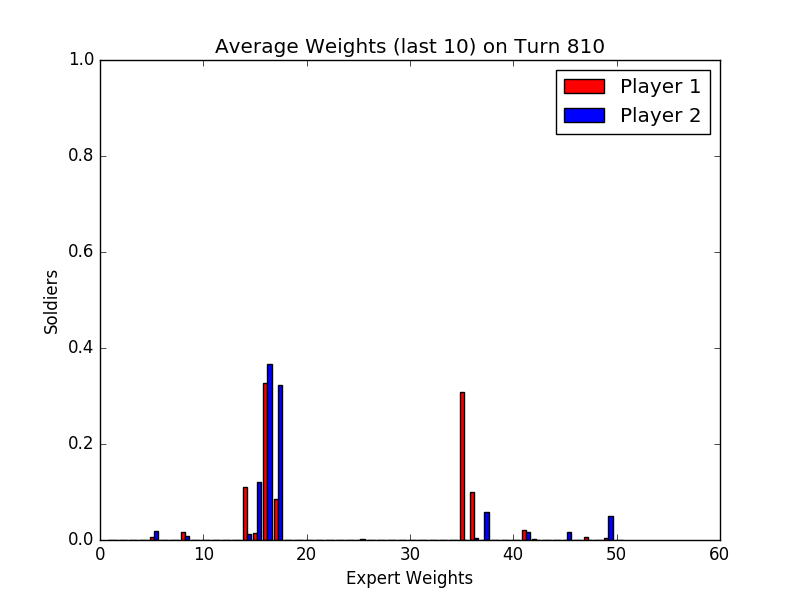 Average Weights (last 10) on Turn 810
1.0
Player 1
Player 2
0.8
0.6
Soldiers
0.4
0.2
0.0
0 10 20 30 40 50 60
Expert Weights